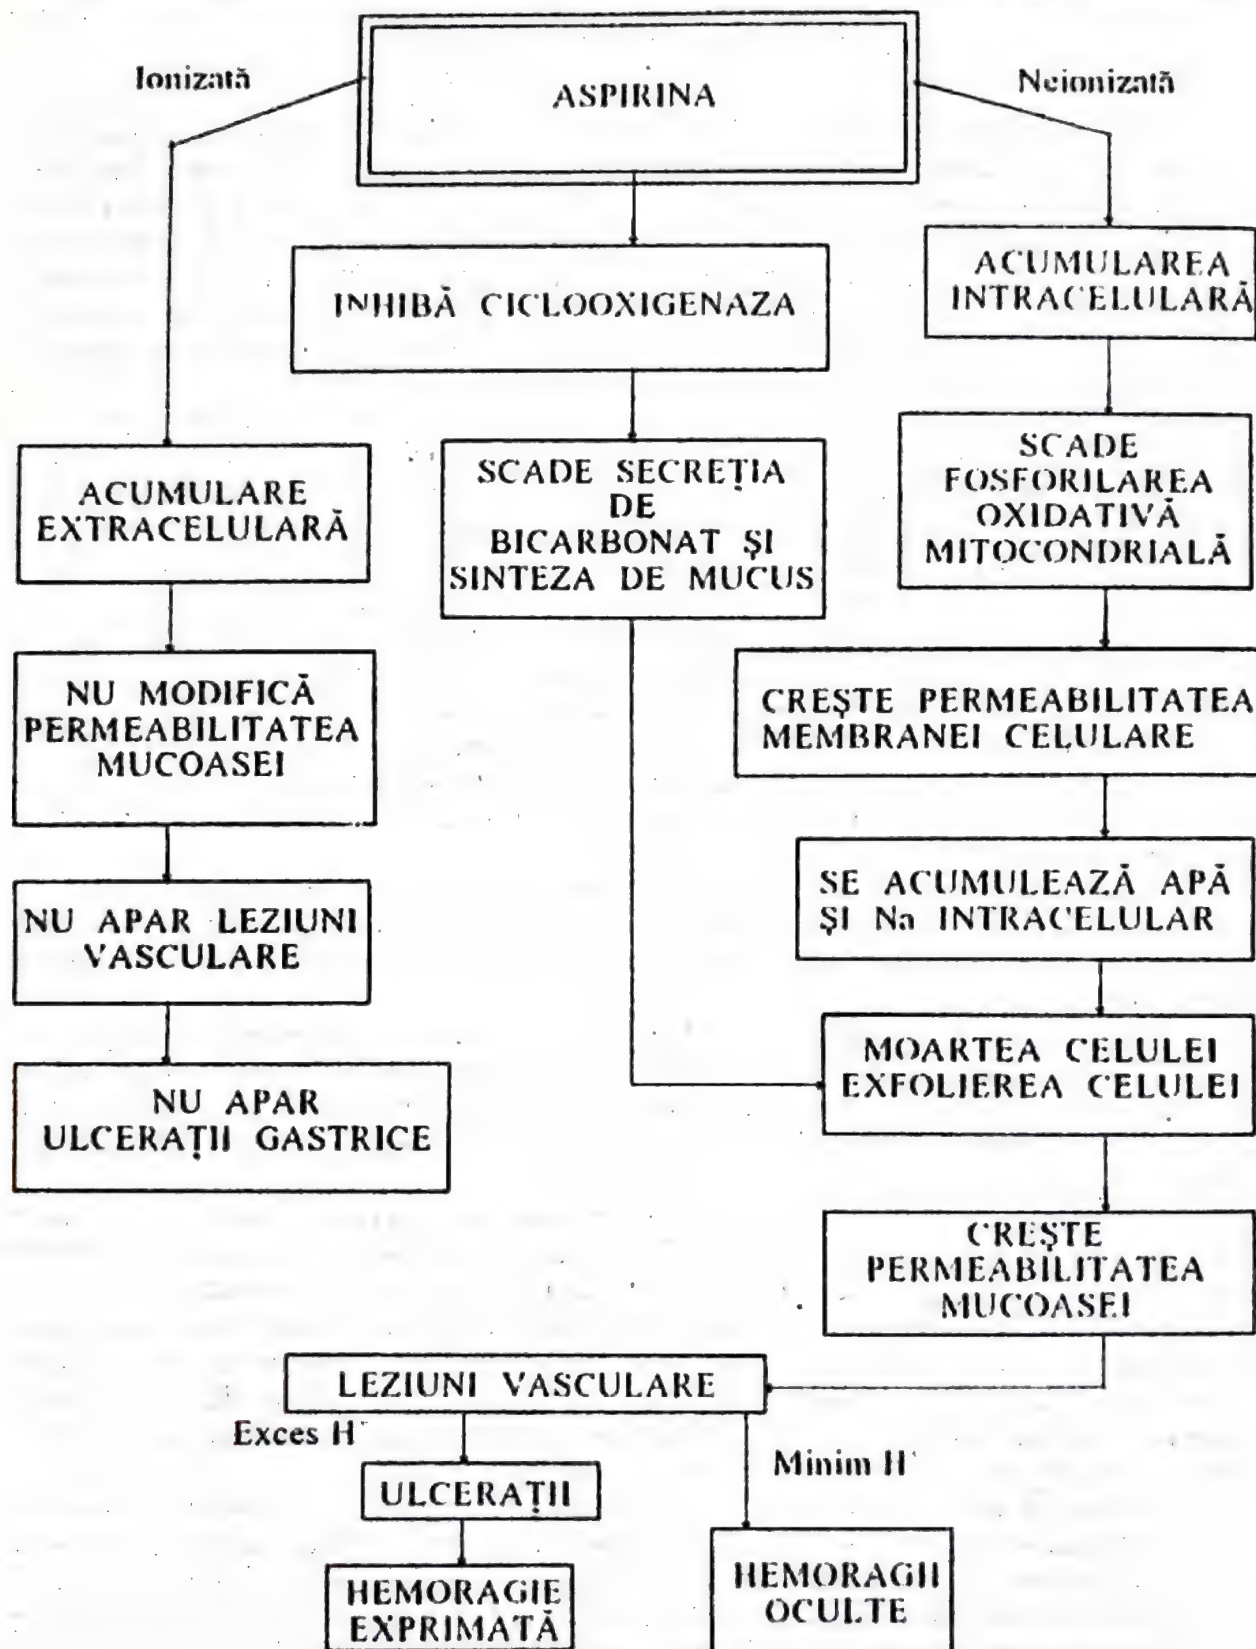 Ionizată
ASPIRINA
Neionizată
INHIBĂ CICLOOXIGENAZA
ACUMULAREA
INTRACELULARĂ
ACUMULARE
EXTRACELULARĂ
SCADE SECREȚIA
DE
BICARBONAT ȘI
SINTEZA DE MUCUS
SCADE
FOSFORILAREA
OXIDATIVĂ
MITOCONDRIALĂ
NU MODIFICĂ
PERMEABILITATEA
MUCOASEI
CREȘTE PERMEABILITATEA
MEMBRANEI CELULARE
NU APAR LEZIUNI
VASCULARE
SE ACUMULEAZĂ APĂ
ȘI Na INTRACELULAR
NU APAR
ULCERAȚII GASTRICE
MOARTEA CELULEI
EXFOLIEREA CELULEI
CREȘTE
PERMEABILITATEA
MUCOASEI
LEZIUNI VASCULARE
Exces H⁺
Minim H⁺
ULCERAȚII
HEMORAGIE
EXPRIMATĂ
HEMORAGII
OCULTE